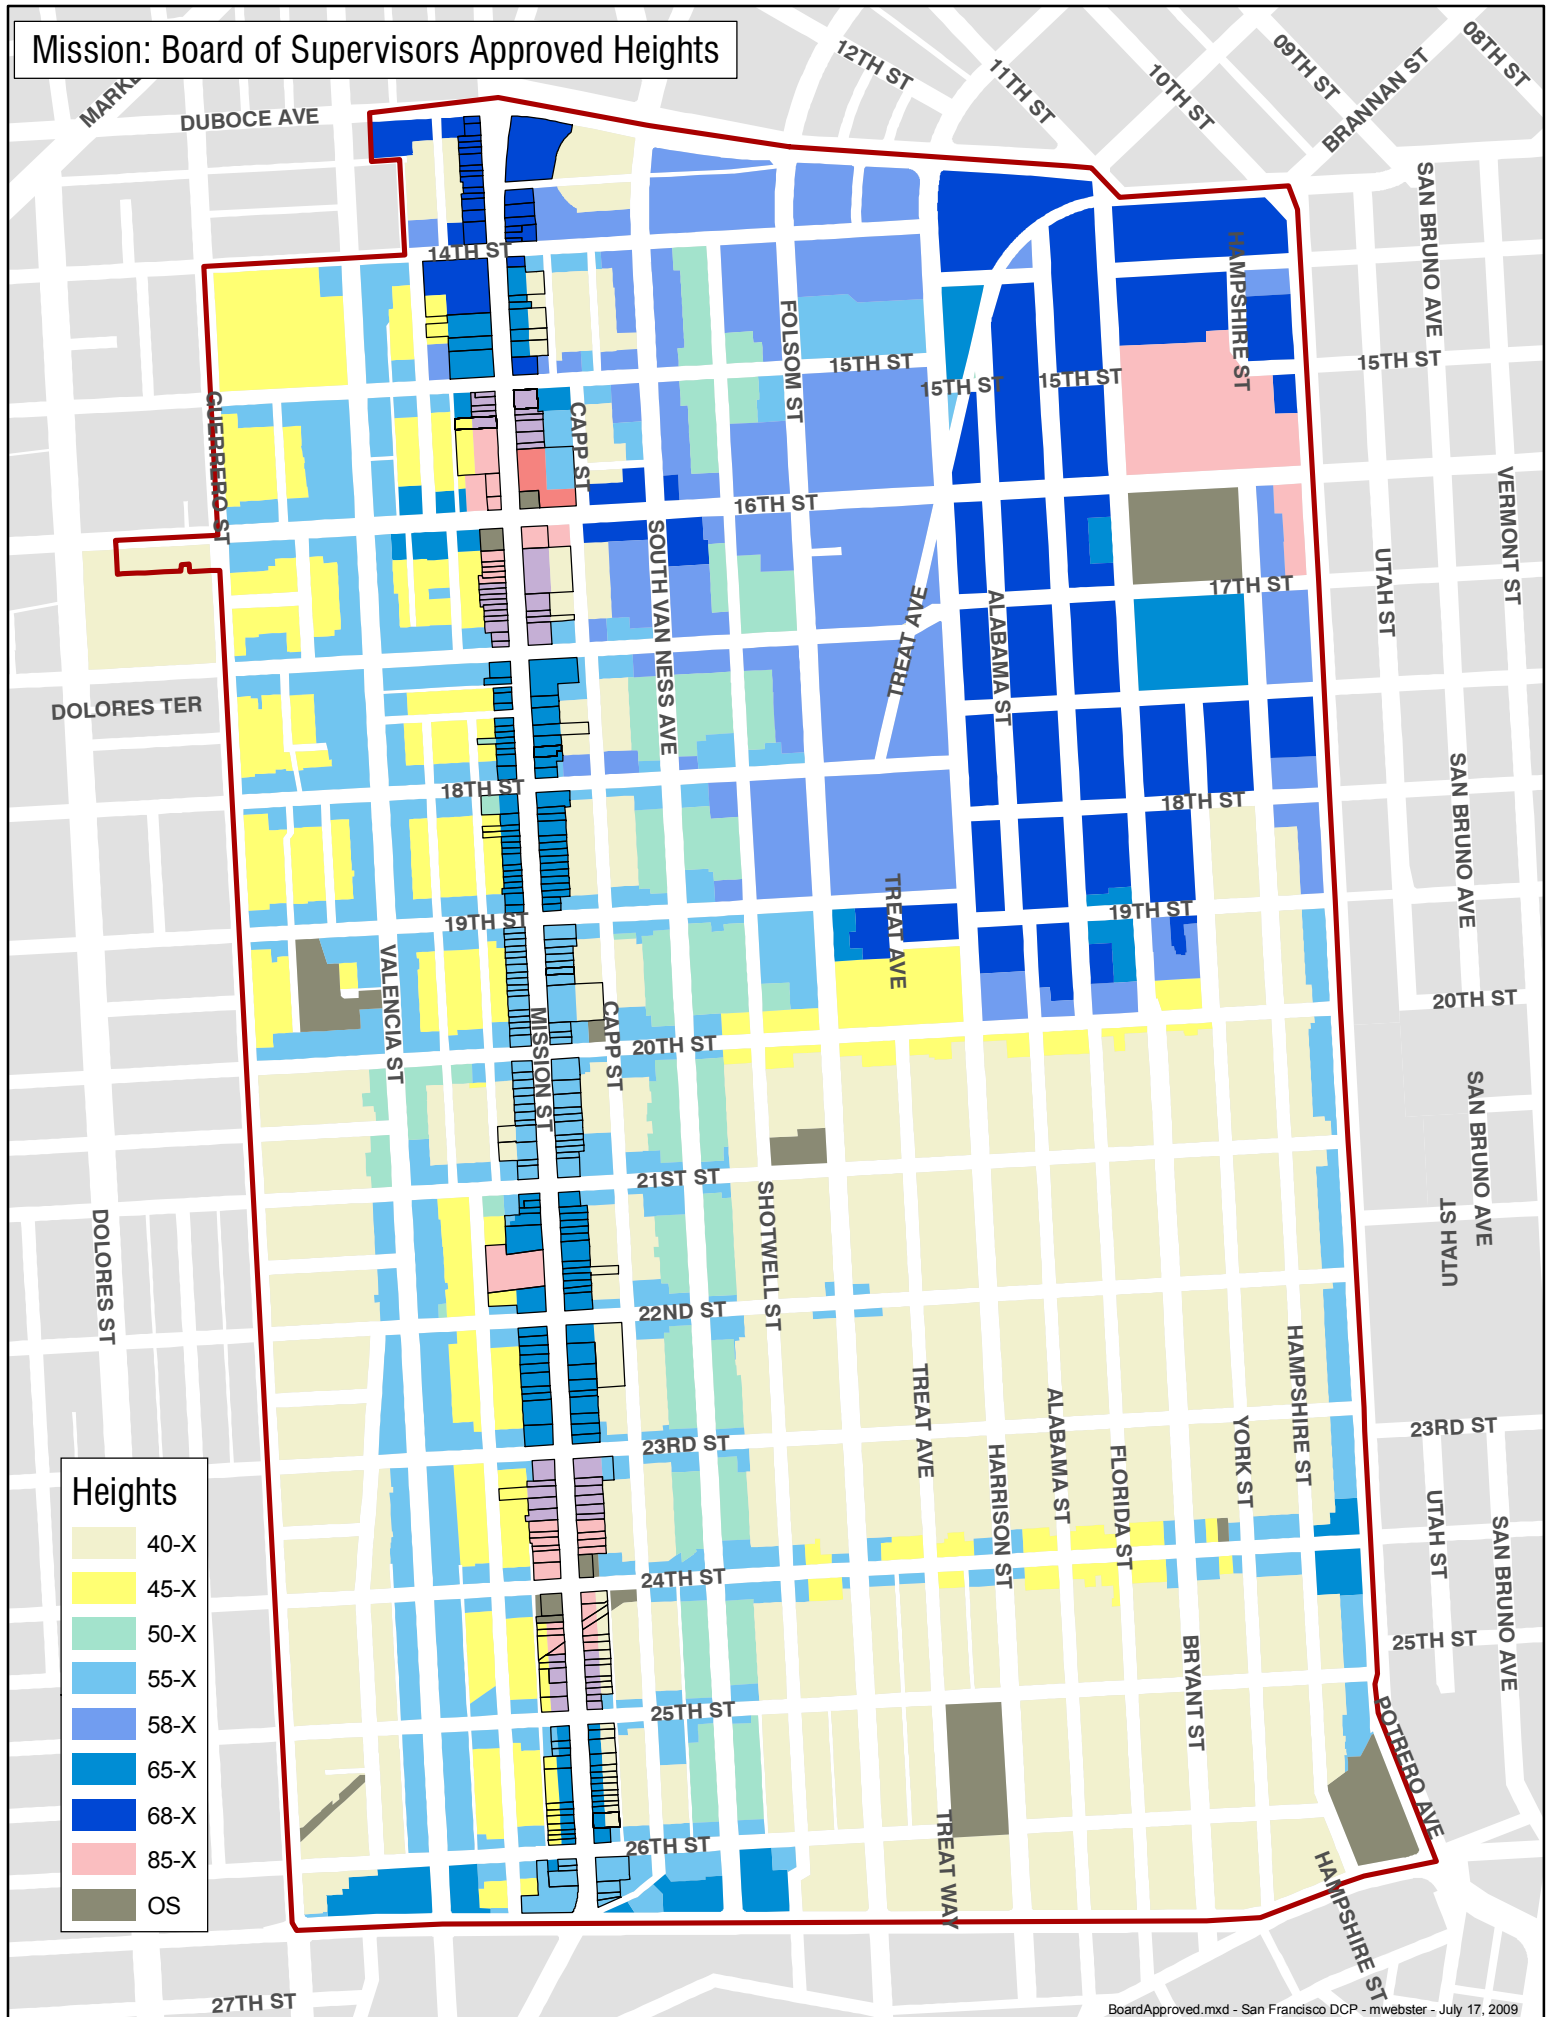 Mission: Board of Supervisors Approved Heights
12TH ST
11TH ST
10TH ST
09TH ST
08TH ST
BRANNAN ST
DUBOCE AVE
SAN BRUNO AVE
14TH ST
HAMPSHIRE ST
FOLSOM ST
15TH ST
15TH ST
15TH ST
15TH ST
GUERRERO ST
CAPP ST
16TH ST
VERMONT ST
SOUTH VAN NESS AVE
UTAH ST
17TH ST
TREAT AVE
ALABAMA ST
DOLORES TER
SAN BRUNO AVE
18TH ST
18TH ST
TREAT AVE
19TH ST
19TH ST
VALENCIA ST
20TH ST
MISSION ST
CAPP ST
20TH ST
SAN BRUNO AVE
21ST ST
SHOTWELL ST
UTAH ST
DOLORES ST
22ND ST
HAMPSHIRE ST
TREAT AVE
ALABAMA ST
YORK ST
23RD ST
23RD ST
HARRISON ST
FLORIDA ST
UTAH ST
SAN BRUNO AVE
24TH ST
25TH ST
BRYANT ST
25TH ST
POTRERO AVE
TREAT WAY
26TH ST
HAMPSHIRE ST
27TH ST
Heights
40-X
45-X
50-X
55-X
58-X
65-X
68-X
85-X
OS
BoardApproved.mxd - San Francisco DCP - mwebster - July 17, 2009